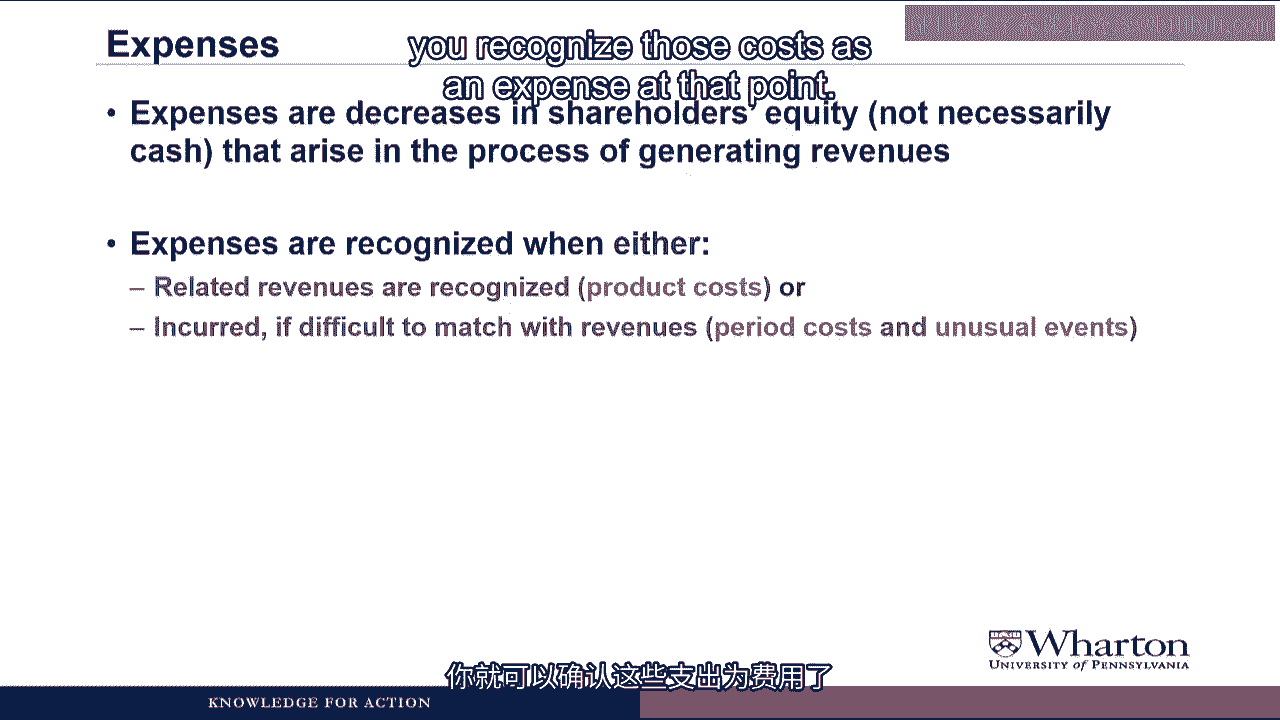 Expenses
you recognize those costs as
an expense at that point.
• Expenses are decreases in shareholders' equity (not necessarily
cash) that arise in the process of generating revenues
• Expenses are recognized when either:
– Related revenues are recognized (product costs) or
– Incurred, if difficult to match with revenues (period costs and unusual events)
Wharton
UNIVERSITY of PENNSYLVANIA
你就可以确认这些支出为费用了
KNOWLEDGE FOR ACTION